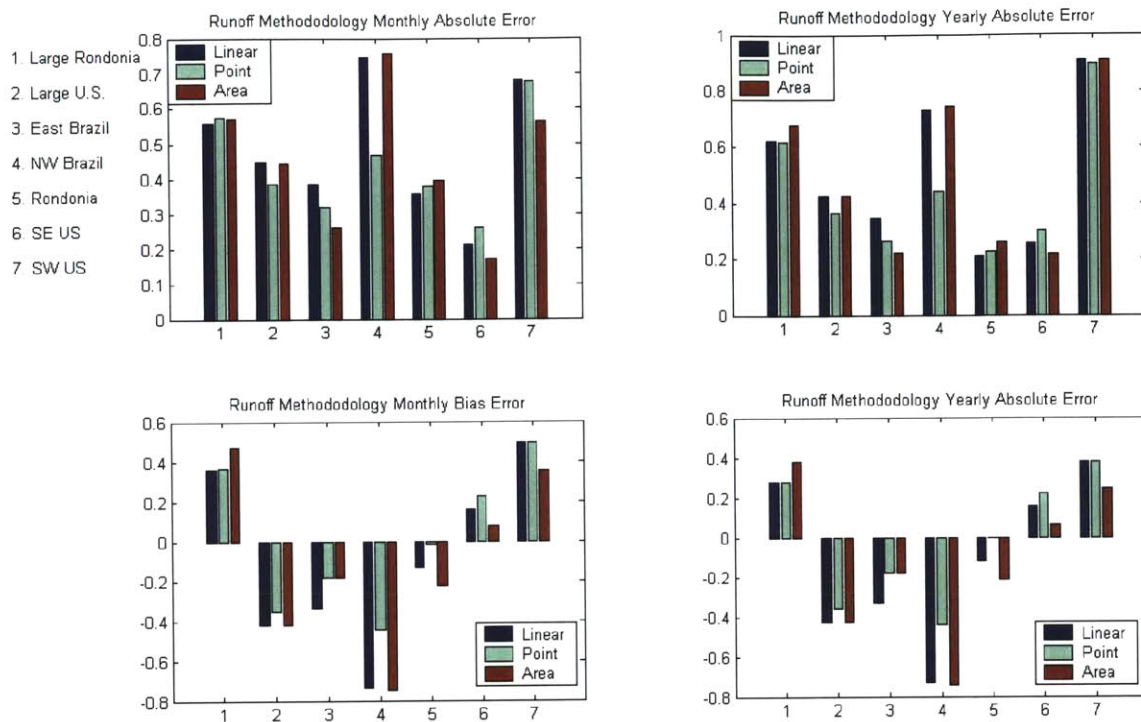 Runoff Methododology Monthly Absolute Error
0.8
0.7
0.6
0.5
0.4
0.3
0.2
0.1
0
Linear
Point
Area
1 2 3 4 5 6 7
1. Large Rondonia
2. Large U.S.
3. East Brazil
4. NW Brazil
5. Rondonia
6. SE US
7. SW US
Runoff Methododology Yearly Absolute Error
1
0.8
0.6
0.4
0.2
0
Linear
Point
Area
1 2 3 4 5 6 7
Runoff Methododology Monthly Bias Error
0.6
0.4
0.2
0
-0.2
-0.4
-0.6
-0.8
Linear
Point
Area
1 2 3 4 5 6 7
Runoff Methododology Yearly Absolute Error
0.6
0.4
0.2
0
-0.2
-0.4
-0.6
-0.8
Linear
Point
Area
1 2 3 4 5 6 7